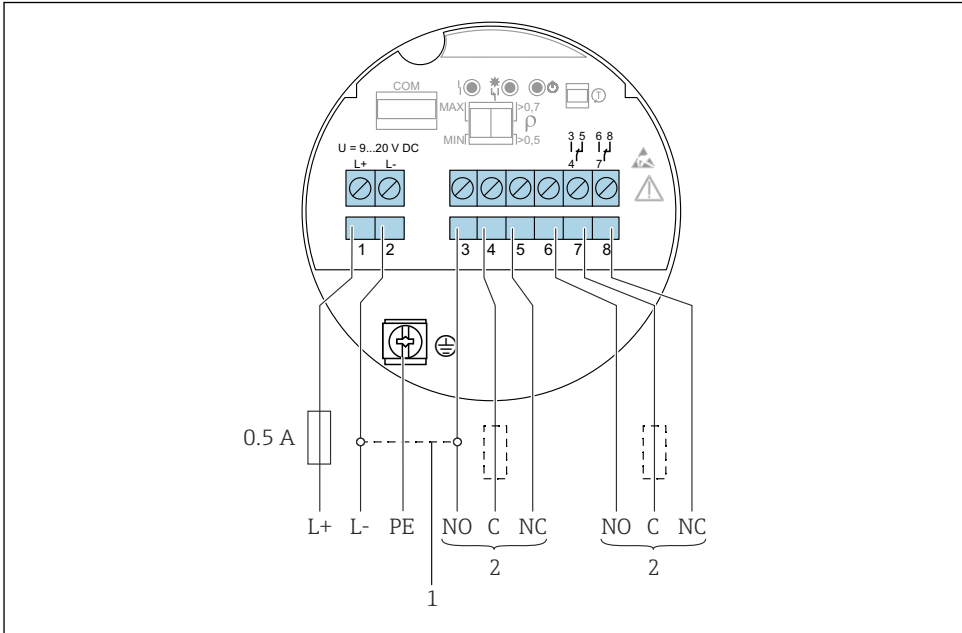 COM
MAX
>0,7
ρ
MIN
>0,5
T
U = 9...20 V DC
L+ L-
3 5
4
6 8
7
1 2 3 4 5 6 7 8
0.5 A
L+ L- PE NO C NC NO C NC
2 2
1